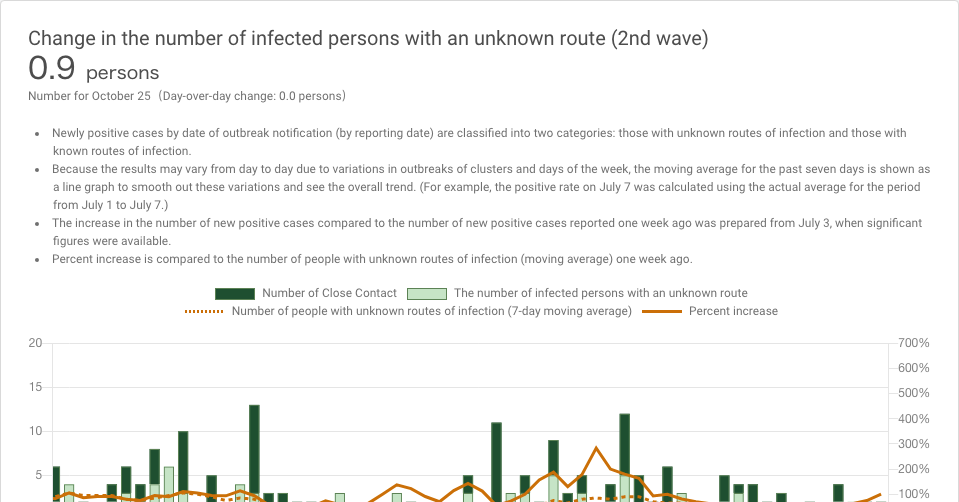 Change in the number of infected persons with an unknown route (2nd wave)
0.9 persons
Number for October 25（Day-over-day change: 0.0 persons）
• Newly positive cases by date of outbreak notification (by reporting date) are classified into two categories: those with unknown routes of infection and those with
known routes of infection.
• Because the results may vary from day to day due to variations in outbreaks of clusters and days of the week, the moving average for the past seven days is shown as
a line graph to smooth out these variations and see the overall trend. (For example, the positive rate on July 7 was calculated using the actual average for the period
from July 1 to July 7.)
• The increase in the number of new positive cases compared to the number of new positive cases reported one week ago was prepared from July 3, when significant
figures were available.
• Percent increase is compared to the number of people with unknown routes of infection (moving average) one week ago.
Number of Close Contact The number of infected persons with an unknown route
Number of people with unknown routes of infection (7-day moving average) Percent increase
20 700%
600%
15 500%
400%
10 300%
5 200%
100%